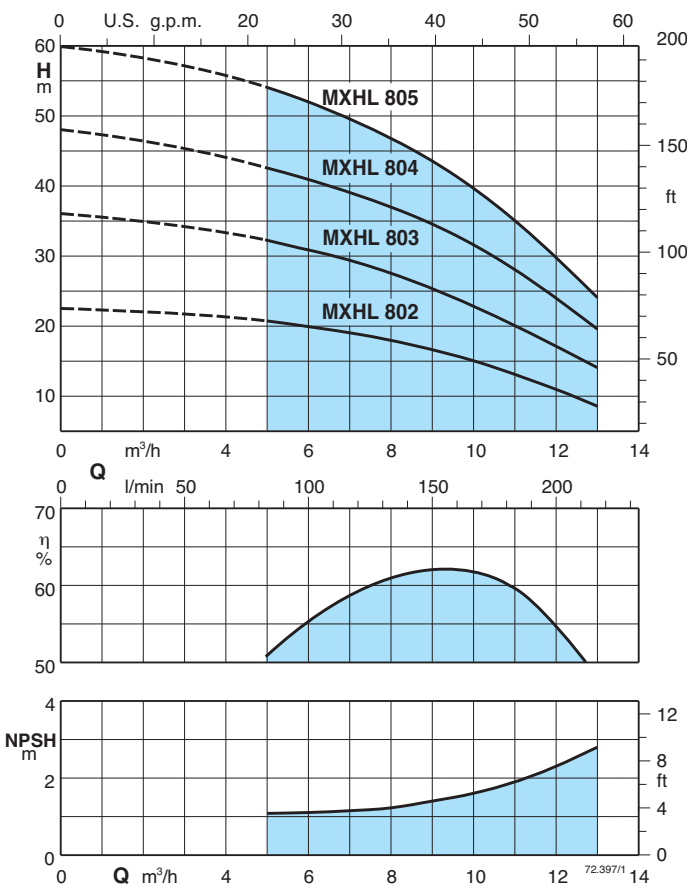 0 U.S. g.p.m. 20 30 40 50 60
60 200
H
m
50
MXHL 805
150
MXHL 804
40
ft
MXHL 803
100
30
MXHL 802
20
50
10
0 m³/h 4 6 8 10 12 14
Q
0 l/min 50 100 150 200
70
η
%
60
50
4
12
NPSH
m
8
ft
2
4
0 0
72.397/1
0 Q m³/h 4 6 8 10 12 14